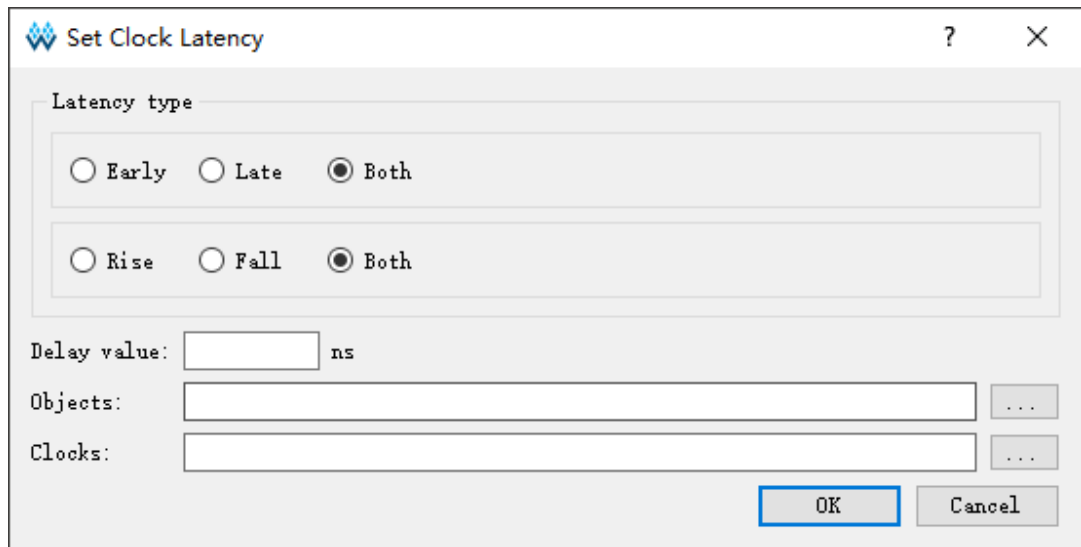 Set Clock Latency ?
Latency type
Early Late Both
Rise Fall Both
Delay value: ns
Objects: ...
Clocks: ...
OK Cancel